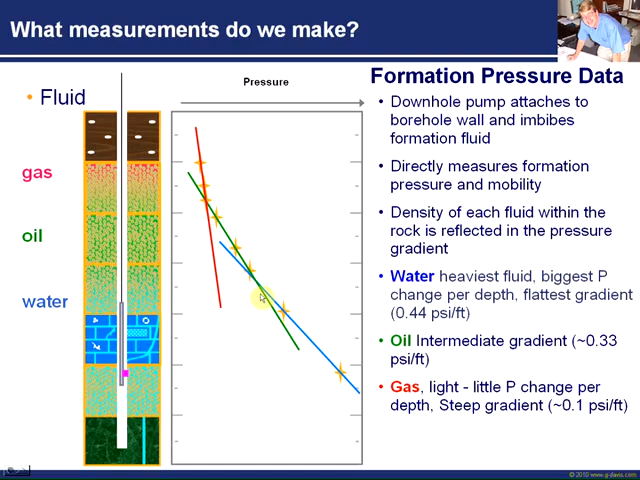 What measurements do we make?
Formation Pressure Data
• Fluid
gas
oil
water
Pressure
• Downhole pump attaches to
borehole wall and imbibes
formation fluid
• Directly measures formation
pressure and mobility
• Density of each fluid within the
rock is reflected in the pressure
gradient
• Water heaviest fluid, biggest P
change per depth, flattest gradient
(0.44 psi/ft)
• Oil Intermediate gradient (~0.33
psi/ft)
• Gas, light - little P change per
depth, Steep gradient (~0.1 psi/ft)
© 2010 www.g-davis.com